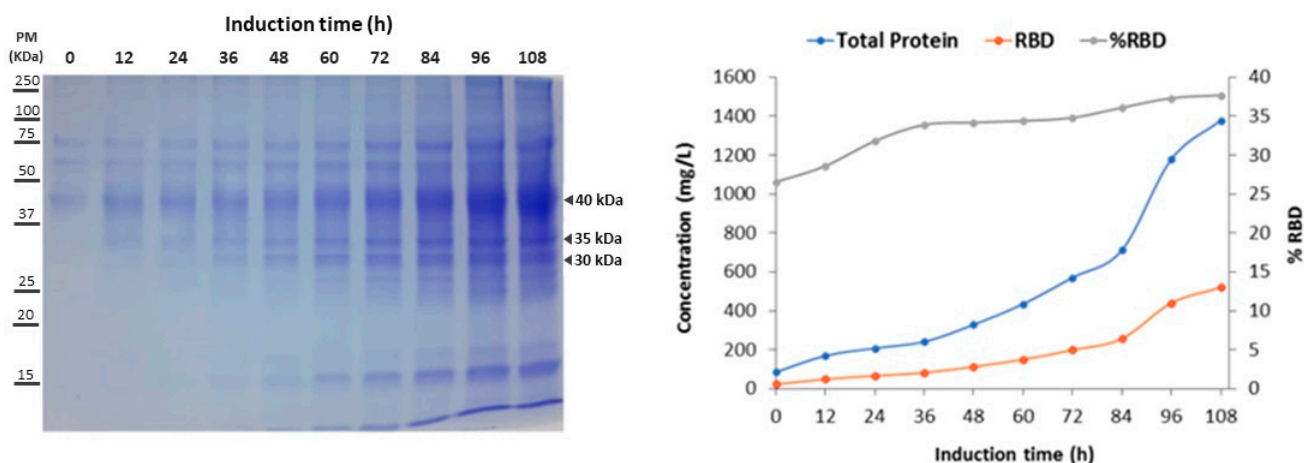 Induction time (h)
PM
(KDa)
0 12 24 36 48 60 72 84 96 108
250
100
75
50
37
25
20
15
40 kDa
35 kDa
30 kDa
Total Protein RBD %RBD
Concentration (mg/L)
1600
1400
1200
1000
800
600
400
200
0
40
35
30
25
20
15
10
5
0
% RBD
0 12 24 36 48 60 72 84 96 108
Induction time (h)